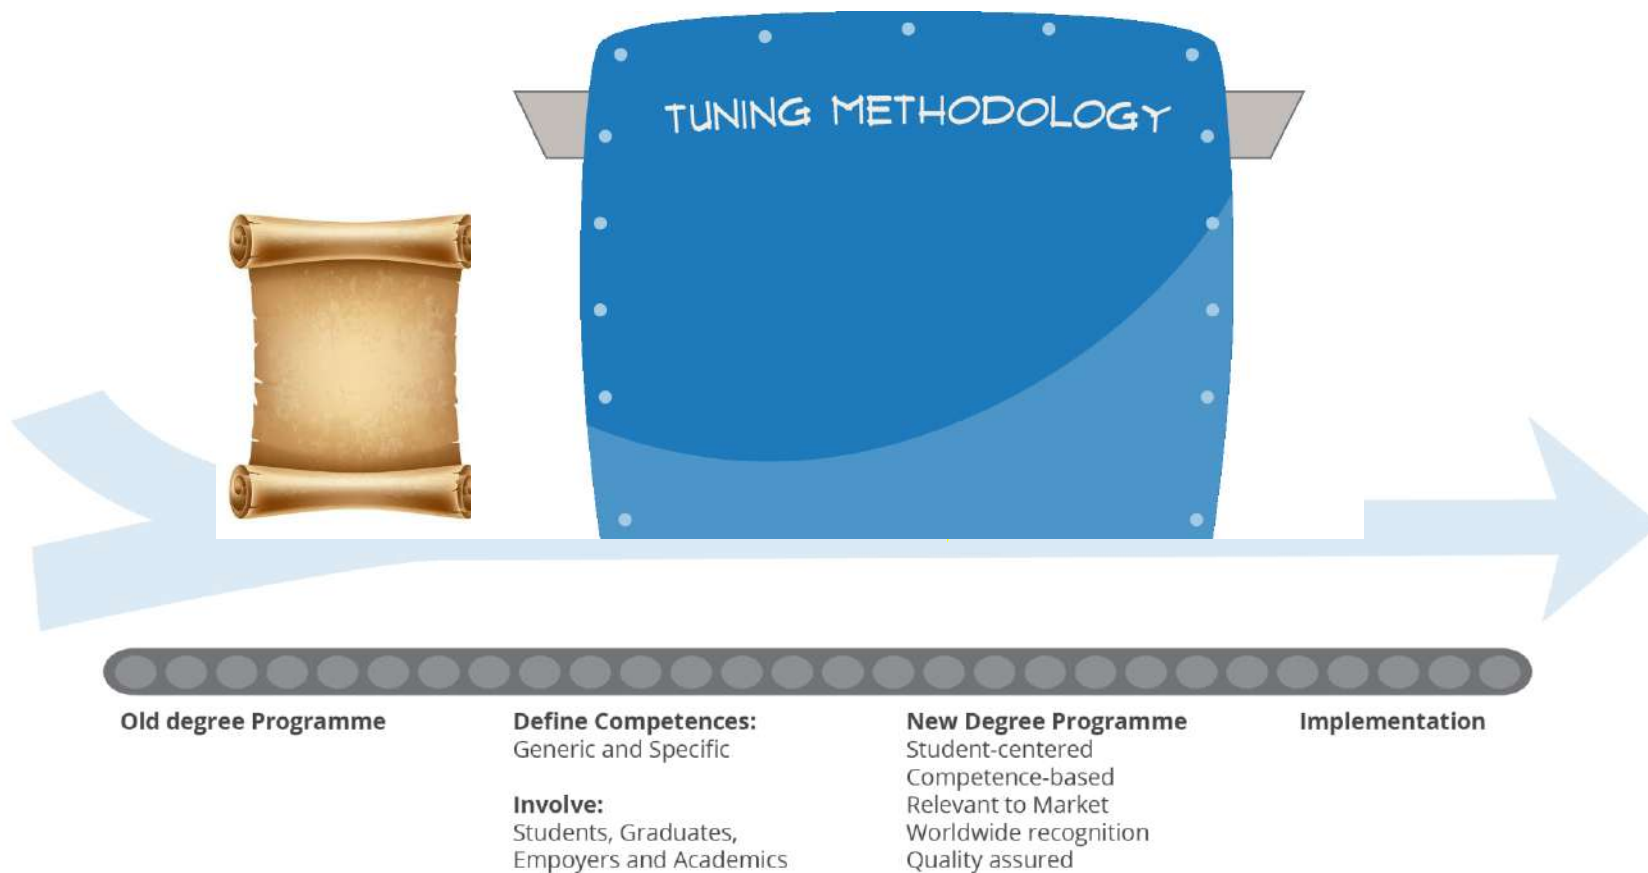 TUNING METHODOLOGY
Old degree Programme
Define Competences:
Generic and Specific
Involve:
Students, Graduates,
Empoyers and Academics
New Degree Programme
Student-centered
Competence-based
Relevant to Market
Worldwide recognition
Quality assured
Implementation